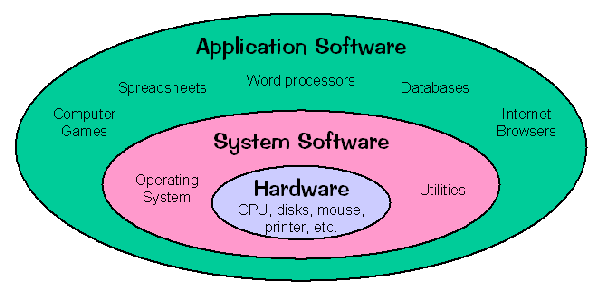 Application Software
Spreadsheets
Word processors
Databases
Computer
Games
Internet
Browsers
System Software
Operating
System
Utilities
Hardware
CPU, disks, mouse,
printer, etc.